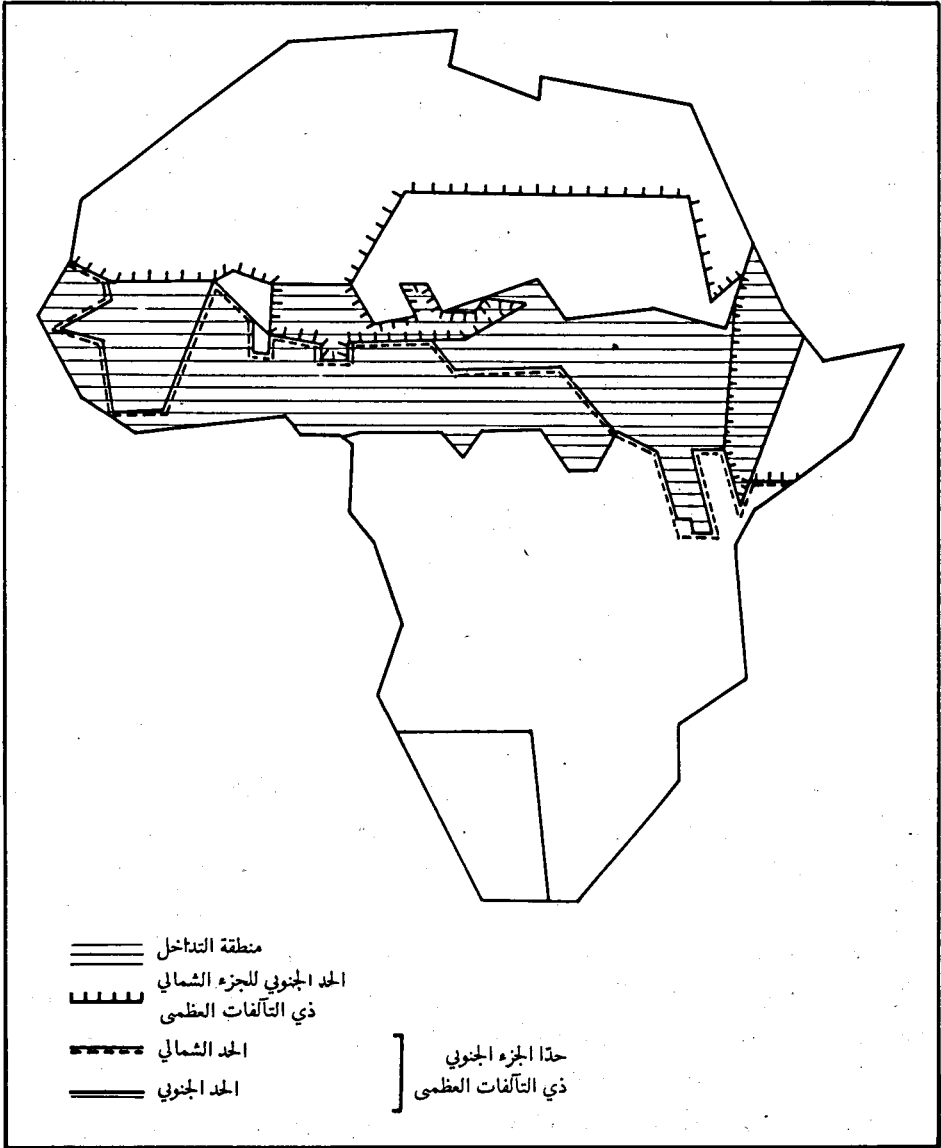 منطقة التداخل
الحد الجنوبي للجزء الشمالي
ذي التآلفات العظمى
الحد الشمالي
الحد الجنوبي
حدّا الجزء الجنوبي
ذي التآلفات العظمى